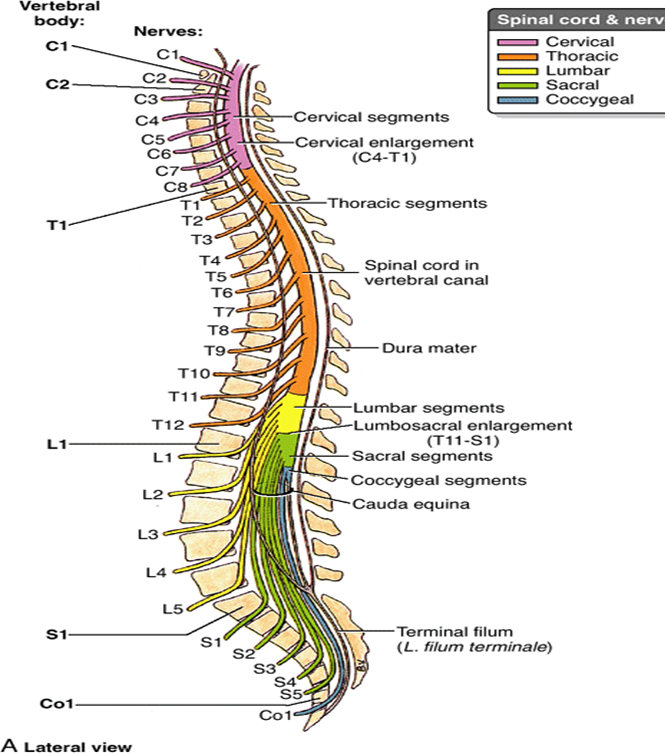 Vertebral
body:
Nerves:
Spinal cord & nerv
Cervical
Thoracic
Lumbar
Sacral
Coccygeal
C1
C2
T1
L1
S1
Co1
C1
C2
C3
C4
C5
C6
C7
C8
T1
T2
T3
T4
T5
T6
T7
T8
T9
T10
T11
T12
L1
L2
L3
L4
L5
S1
S2
S3
S4
S5
Co1
Cervical segments
Cervical enlargement
(C4-T1)
Thoracic segments
Spinal cord in
vertebral canal
Dura mater
Lumbar segments
Lumbosacral enlargement
(T11-S1)
Sacral segments
Coccygeal segments
Cauda equina
Terminal filum
(L. filum terminale)
A Lateral view